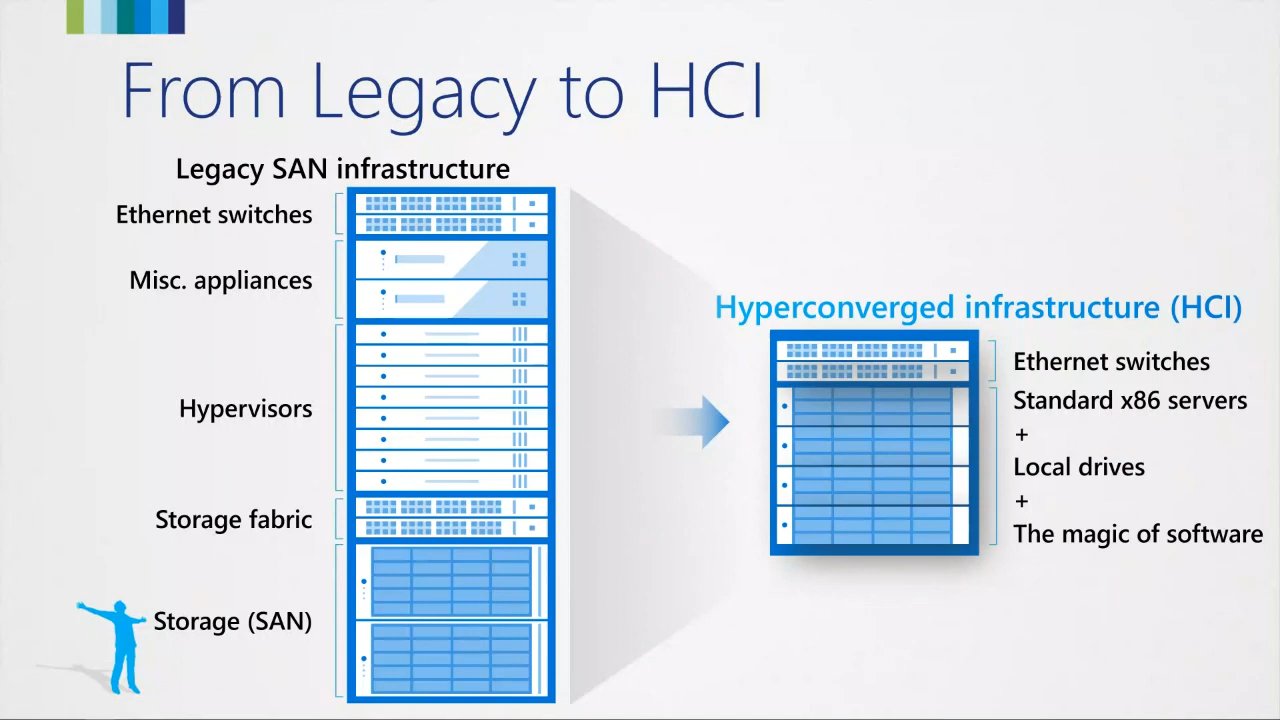 From Legacy to HCI
Legacy SAN infrastructure
Ethernet switches
Misc. appliances
Hypervisors
Storage fabric
Storage (SAN)
Hyperconverged infrastructure (HCI)
Ethernet switches
Standard x86 servers
+
Local drives
+
The magic of software